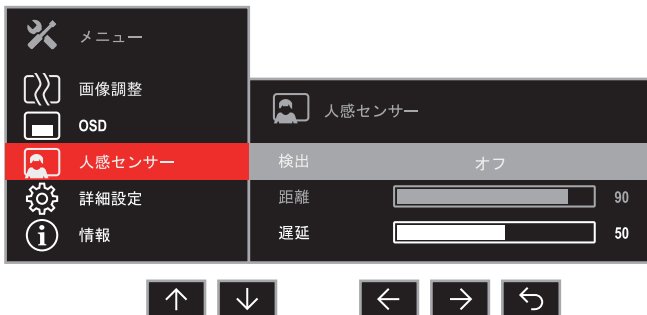 メニュー
画像調整
OSD
人感センサー
詳細設定
情報
人感センサー
検出 オフ
距離 90
遅延 50